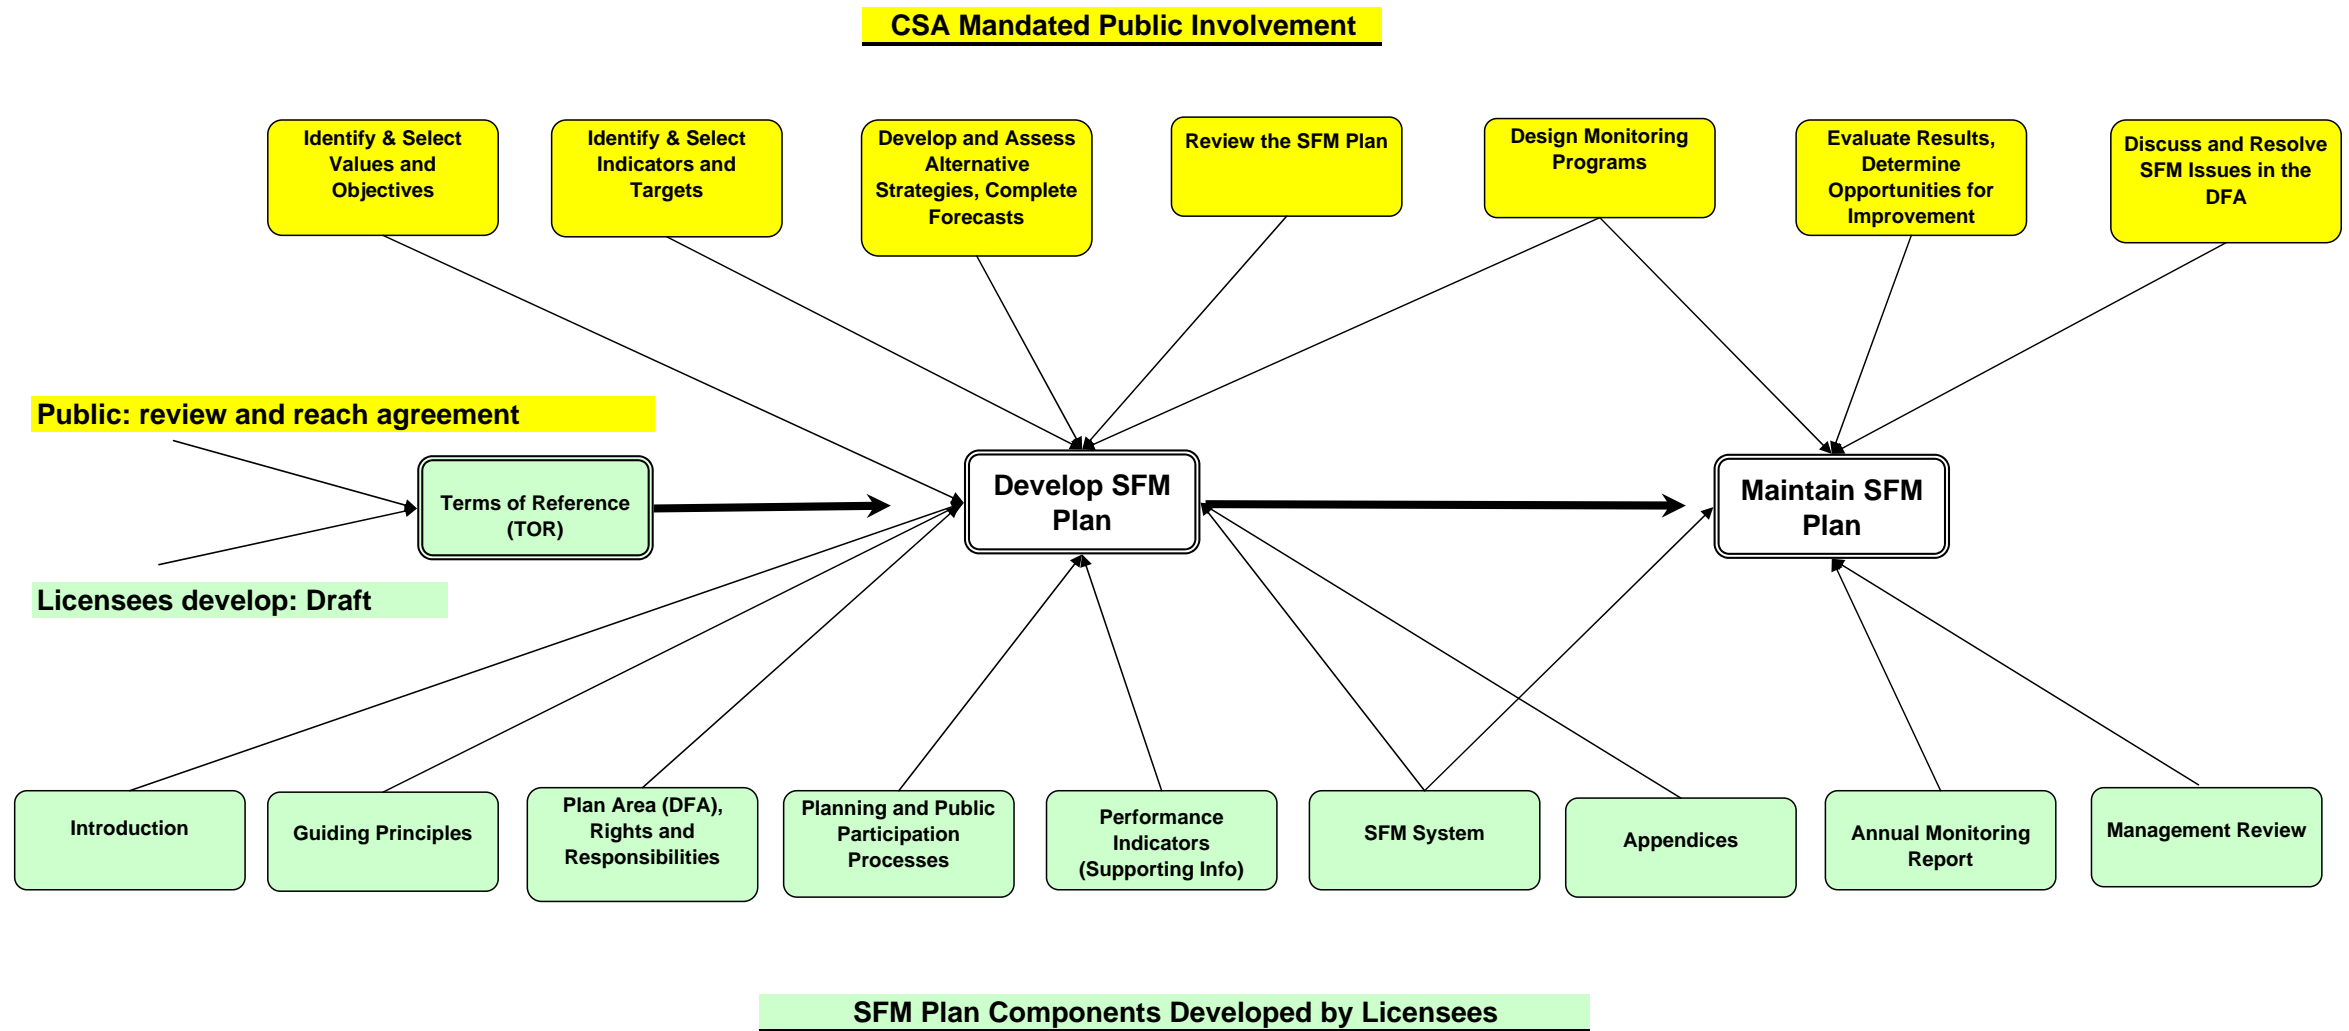 CSA Mandated Public Involvement
Identify & Select
Values and
Objectives
Identify & Select
Indicators and
Targets
Develop and Assess
Alternative
Strategies, Complete
Forecasts
Review the SFM Plan
Design Monitoring
Programs
Evaluate Results,
Determine
Opportunities for
Improvement
Discuss and Resolve
SFM Issues in the
DFA
Public: review and reach agreement
Terms of Reference
(TOR)
Develop SFM
Plan
Maintain SFM
Plan
Licensees develop: Draft
Introduction
Guiding Principles
Plan Area (DFA),
Rights and
Responsibilities
Planning and Public
Participation
Processes
Performance
Indicators
(Supporting Info)
SFM System
Appendices
Annual Monitoring
Report
Management Review
SFM Plan Components Developed by Licensees